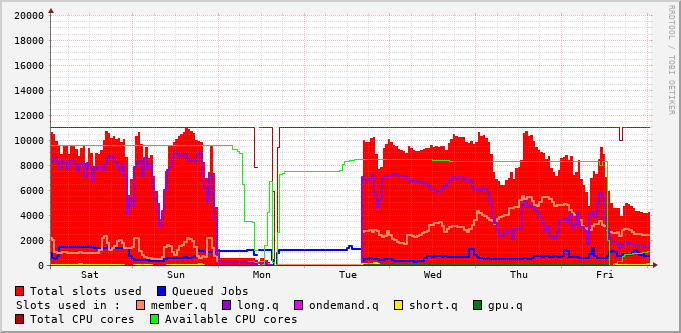 RRDTOOL / TOBI OETIKER
20000
18000
16000
14000
12000
10000
8000
6000
4000
2000
0
Sat Sun Mon Tue Wed Thu Fri
Total slots used Queued Jobs
Slots used in : member.q long.q ondemand.q short.q gpu.q
Total CPU cores Available CPU cores